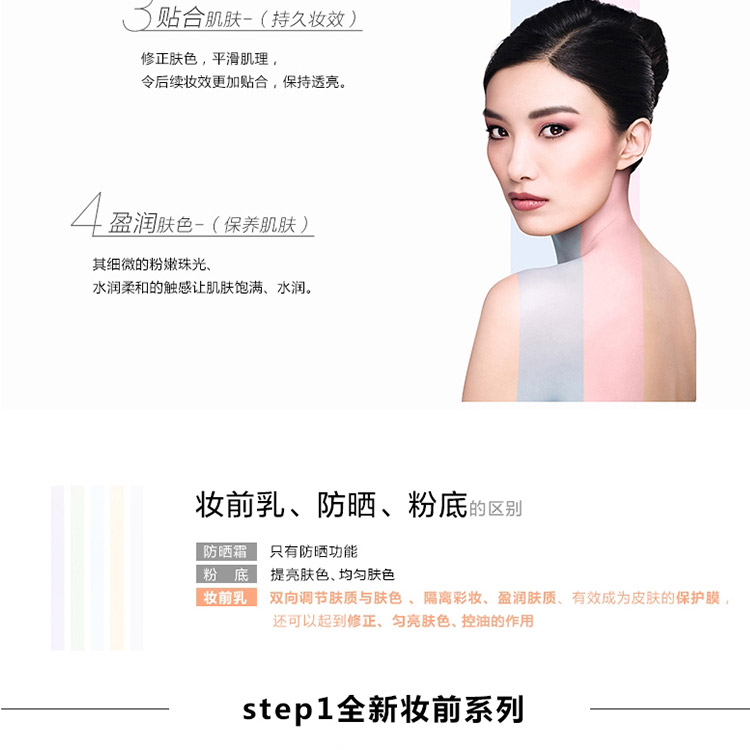 3贴合肌肤-（持久妆效）
修正肤色，平滑肌理，
令后续妆效更加贴合，保持透亮。
4盈润肤色-（保养肌肤）
其细微的粉嫩珠光、
水润柔和的触感让肌肤饱满、水润。
妆前乳、防晒、粉底的区别
防晒霜 只有防晒功能
粉 底 提亮肤色、均匀肤色
妆前乳 双向调节肤质与肤色 、隔离彩妆、盈润肤质、有效成为皮肤的保护膜，
还可以起到修正、匀亮肤色、控油的作用
step1全新妆前系列